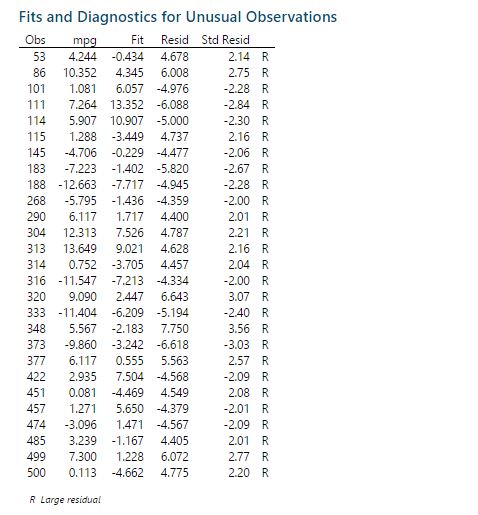 Fits and Diagnostics for Unusual Observations
Obs mpg Fit Resid Std Resid
53 4.244 -0.434 4.678 2.14 R
86 10.352 4.345 6.008 2.75 R
101 1.081 6.057 -4.976 -2.28 R
111 7.264 13.352 -6.088 -2.84 R
114 5.907 10.907 -5.000 -2.30 R
115 1.288 -3.449 4.737 2.16 R
145 -4.706 -0.229 -4.477 -2.06 R
183 -7.223 -1.402 -5.820 -2.67 R
188 -12.663 -7.717 -4.945 -2.28 R
268 -5.795 -1.436 -4.359 -2.00 R
290 6.117 1.717 4.400 2.01 R
304 12.313 7.526 4.787 2.21 R
313 13.649 9.021 4.628 2.16 R
314 0.752 -3.705 4.457 2.04 R
316 -11.547 -7.213 -4.334 -2.00 R
320 9.090 2.447 6.643 3.07 R
333 -11.404 -6.209 -5.194 -2.40 R
348 5.567 -2.183 7.750 3.56 R
373 -9.860 -3.242 -6.618 -3.03 R
377 6.117 0.555 5.563 2.57 R
422 2.935 7.504 -4.568 -2.09 R
451 0.081 -4.469 4.549 2.08 R
457 1.271 5.650 -4.379 -2.01 R
474 -3.096 1.471 -4.567 -2.09 R
485 3.239 -1.167 4.405 2.01 R
499 7.300 1.228 6.072 2.77 R
500 0.113 -4.662 4.775 2.20 R
R Large residual